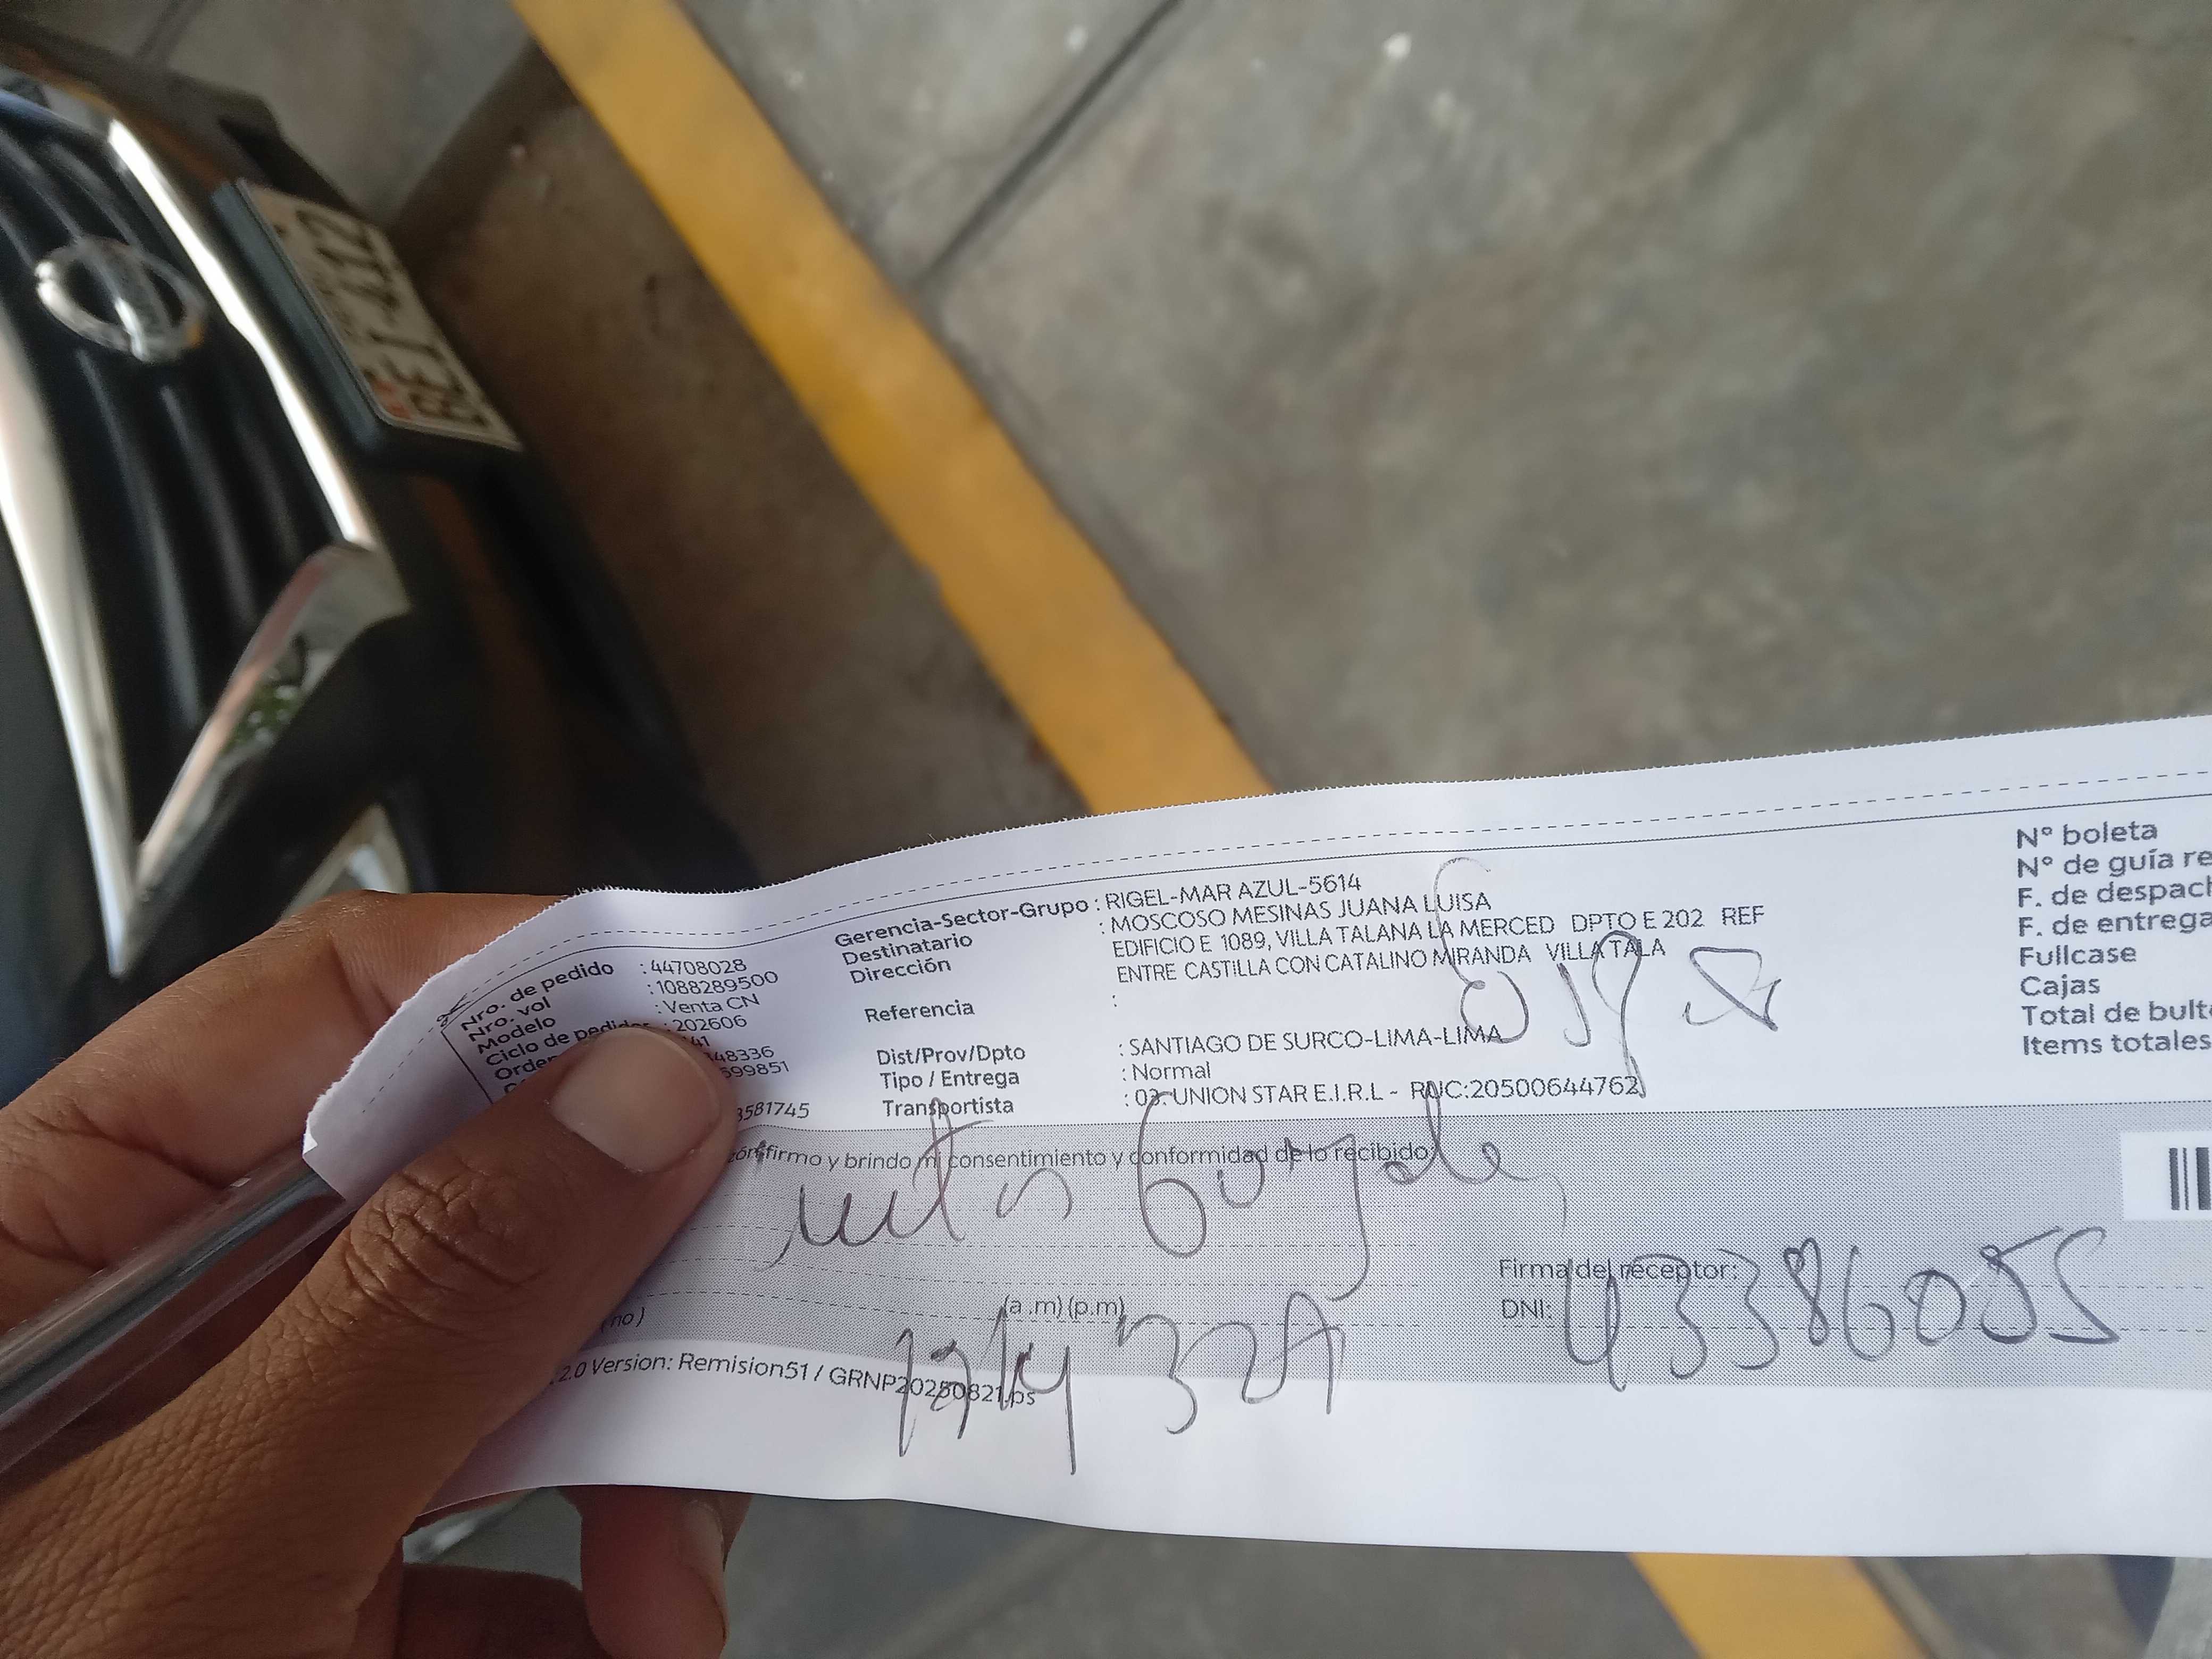 Nro. de pedido : 44708028
Nro. vol : 1088289500
Modelo : Venta CN
Ciclo de pedido : 202606
Orden
48336
599851
3581745
Gerencia-Sector-Grupo : RIGEL-MAR AZUL-5614
Destinatario : MOSCOSO MESINAS JUANA LUISA
Dirección EDIFICIO E 1089, VILLA TALANA LA MERCED DPTO E 202 REF
ENTRE CASTILLA CON CATALINO MIRANDA VILLA TALA
Referencia :
Dist/Prov/Dpto : SANTIAGO DE SURCO-LIMA-LIMA
Tipo / Entrega : Normal
Transportista : 03. UNION STAR E.I.R.L - RUC:20500644762
N° boleta
N° de guía re
F. de despach
F. de entrega
Fullcase
Cajas
Total de bult
Items totales
firmo y brindo mi consentimiento y conformidad de lo recibido
Firma del receptor:
(no) (a.m) (p.m) DNI: 43386055
2.0 Version: Remision51 / GRNP20250821.ps